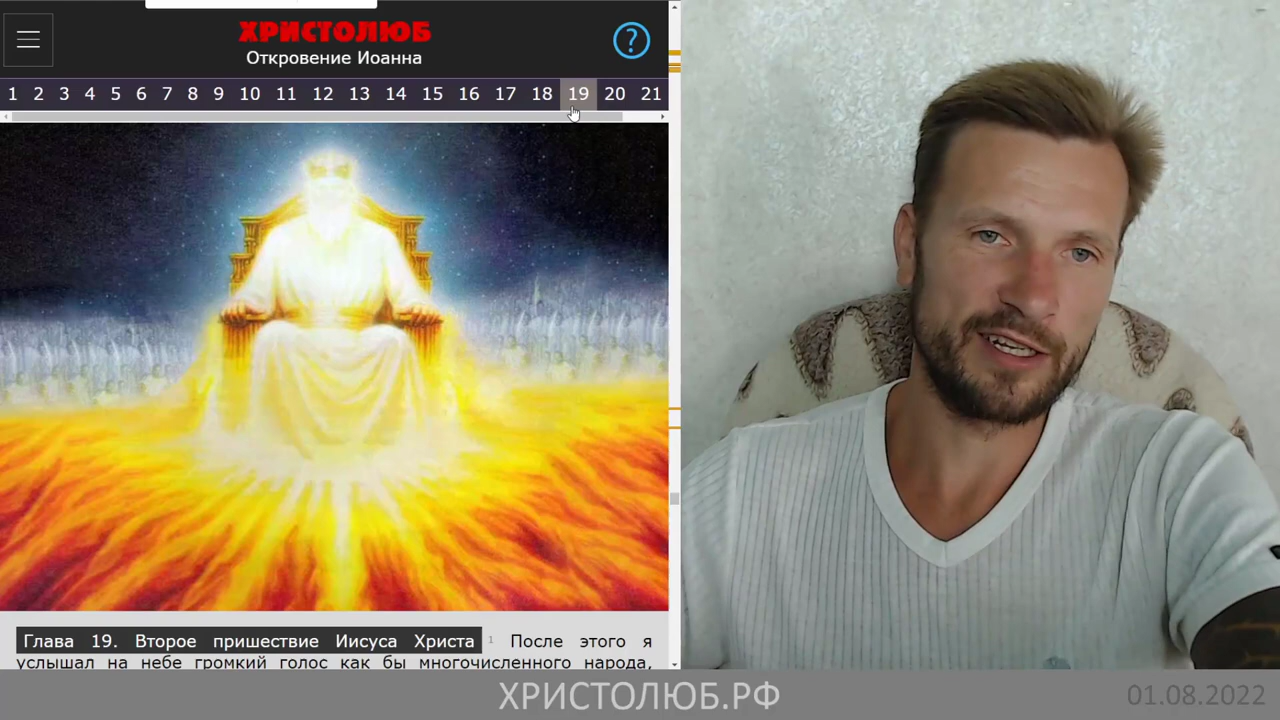 ХРИСТОЛЮБ
Откровение Иоанна
?
1 2 3 4 5 6 7 8 9 10 11 12 13 14 15 16 17 18 19 20 21
Глава 19. Второе пришествие Иисуса Христа 1 После этого я
услышал на небе громкий голос как бы многочисленного народа,
ХРИСТОЛЮБ.РФ
01.08.2022